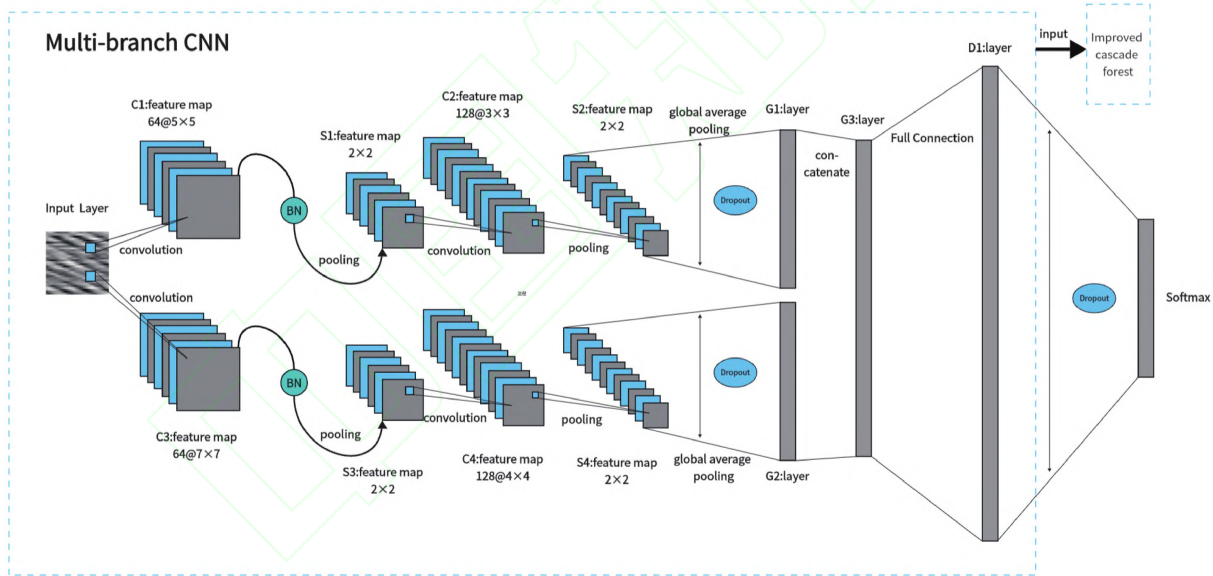 Multi-branch CNN
input
Improved
cascade
forest
D1:layer
C1:feature map
64@5×5
S1:feature map
2×2
C2:feature map
128@3×3
S2:feature map
2×2
global average
pooling
G1:layer
G3:layer
Full Connection
con-
catenate
Input Layer
BN
Dropout
convolution
pooling
convolution
pooling
convolution
Dropout
Softmax
BN
Dropout
pooling
convolution
pooling
C3:feature map
64@7×7
S3:feature map
2×2
C4:feature map
128@4×4
S4:feature map
2×2
global average
pooling
G2:layer